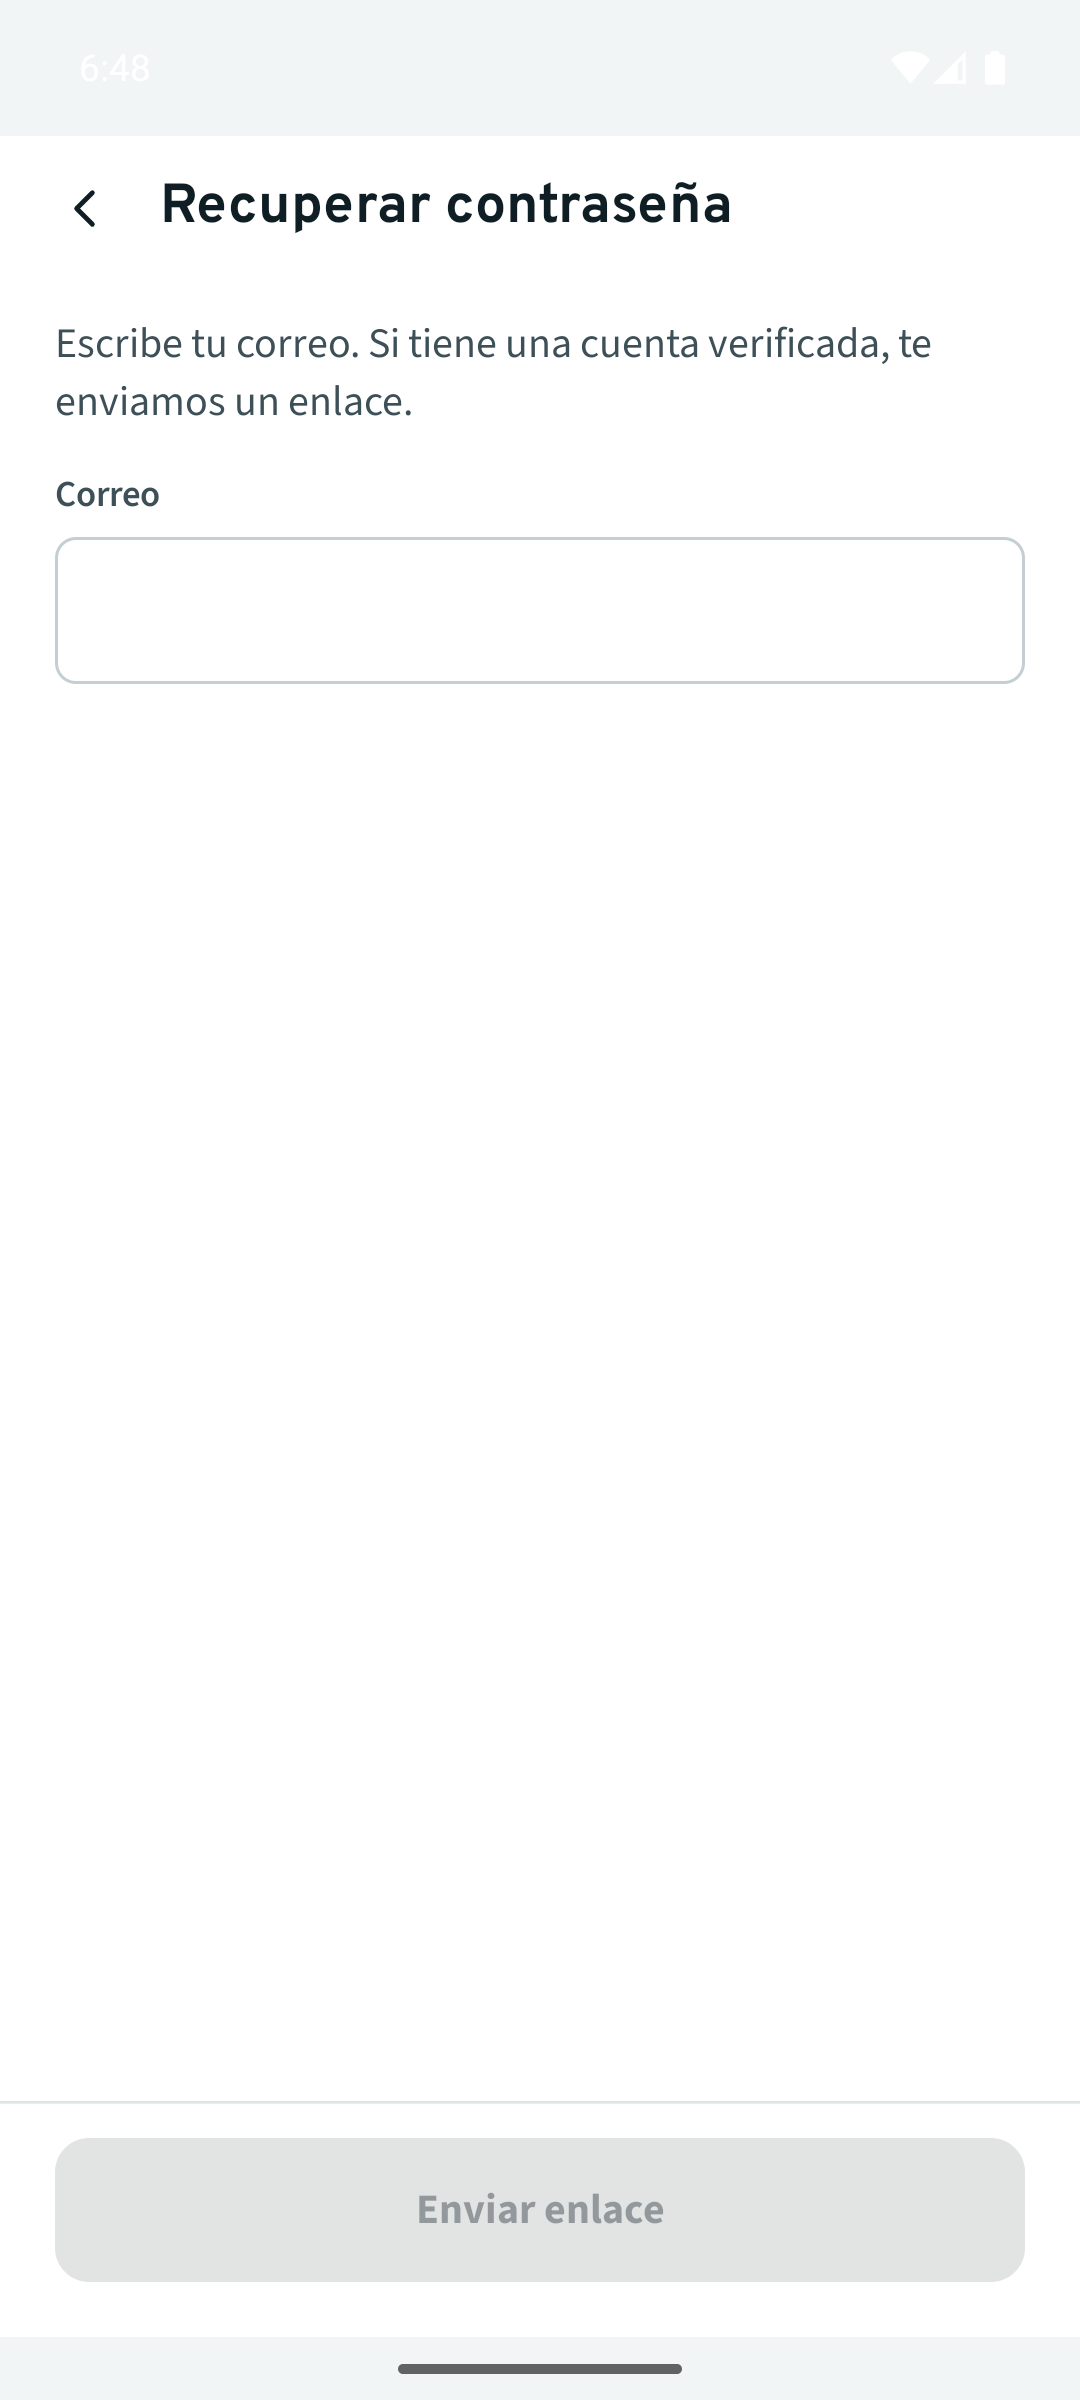 6:48
Recuperar contraseña
Escribe tu correo. Si tiene una cuenta verificada, te
enviamos un enlace.
Correo
Enviar enlace